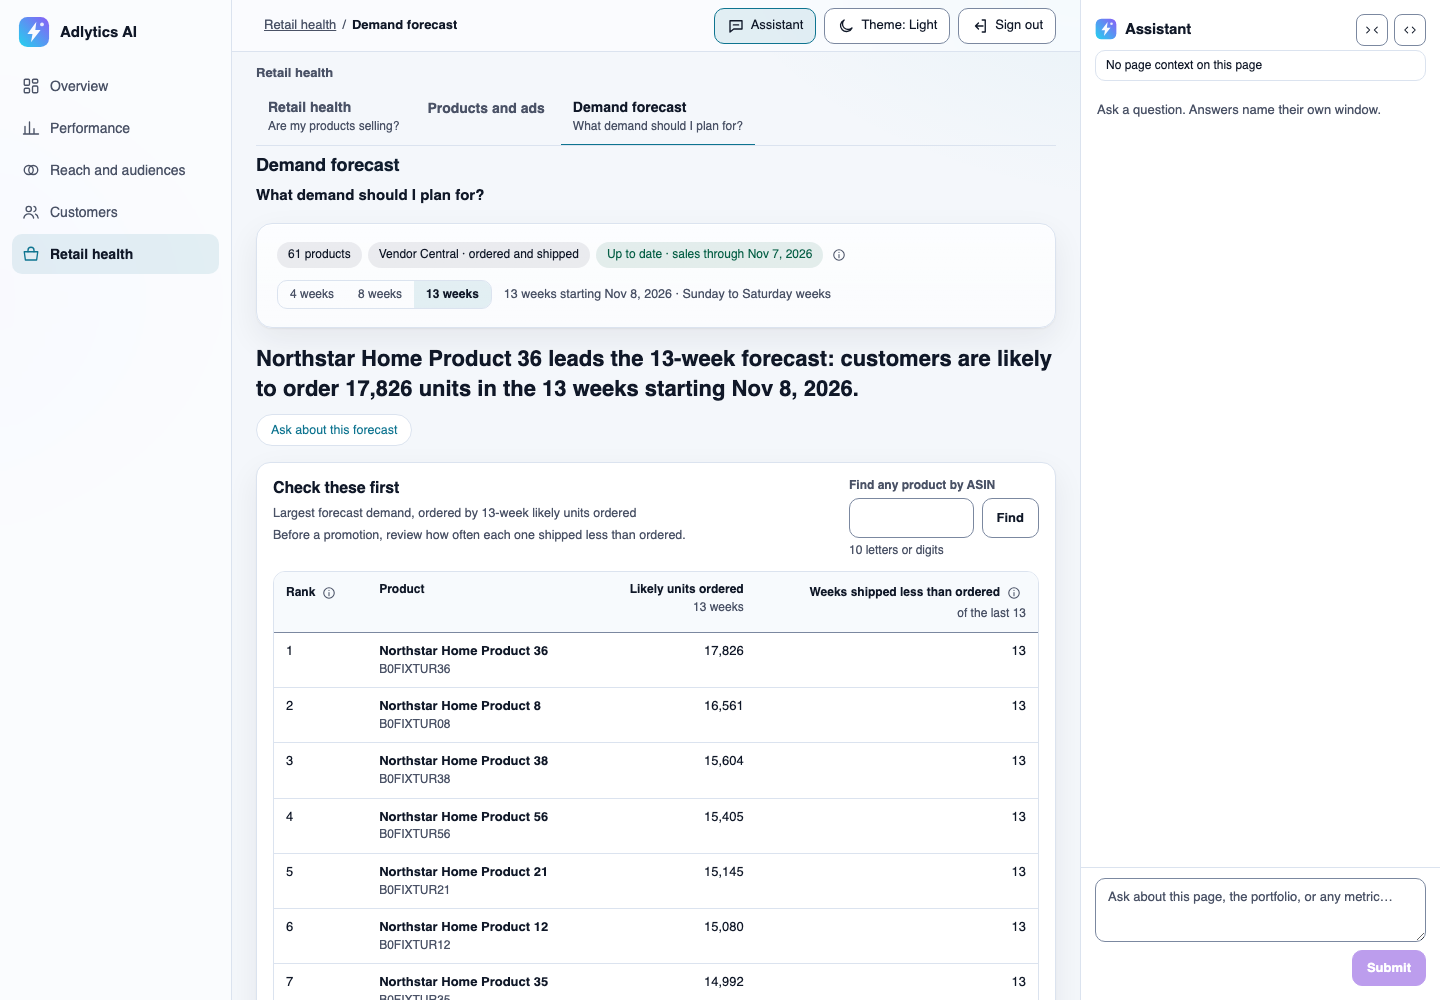 Adlytics AI
Overview
Performance
Reach and audiences
Customers
Retail health
Retail health / Demand forecast
Assistant
Theme: Light
Sign out
Retail health
Retail health
Are my products selling?
Products and ads
Demand forecast
What demand should I plan for?
Demand forecast
What demand should I plan for?
61 products
Vendor Central · ordered and shipped
Up to date · sales through Nov 7, 2026
4 weeks
8 weeks
13 weeks
13 weeks starting Nov 8, 2026 · Sunday to Saturday weeks
Northstar Home Product 36 leads the 13-week forecast: customers are likely
to order 17,826 units in the 13 weeks starting Nov 8, 2026.
Ask about this forecast
Check these first
Largest forecast demand, ordered by 13-week likely units ordered
Before a promotion, review how often each one shipped less than ordered.
Find any product by ASIN
Find
10 letters or digits
Rank
Product
Likely units ordered
13 weeks
Weeks shipped less than ordered
of the last 13
1 Northstar Home Product 36 17,826 13
B0FIXTUR36
2 Northstar Home Product 8 16,561 13
B0FIXTUR08
3 Northstar Home Product 38 15,604 13
B0FIXTUR38
4 Northstar Home Product 56 15,405 13
B0FIXTUR56
5 Northstar Home Product 21 15,145 13
B0FIXTUR21
6 Northstar Home Product 12 15,080 13
B0FIXTUR12
7 Northstar Home Product 35 14,992 13
B0FIXTUR35
Assistant
No page context on this page
Ask a question. Answers name their own window.
Ask about this page, the portfolio, or any metric…
Submit